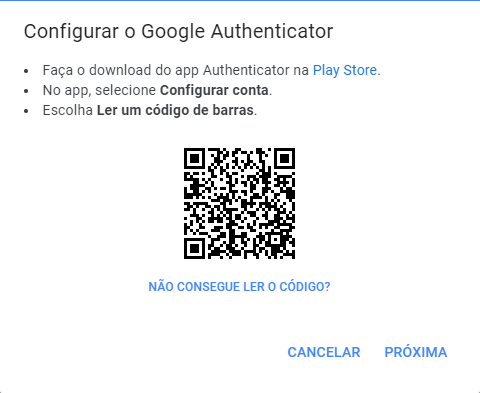 Configurar o Google Authenticator
• Faça o download do app Authenticator na Play Store.
• No app, selecione Configurar conta.
• Escolha Ler um código de barras.
NÃO CONSEGUE LER O CÓDIGO?
CANCELAR PRÓXIMA